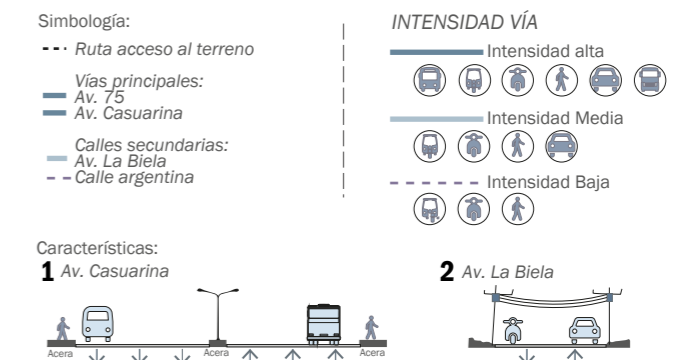 Simbología:
Ruta acceso al terreno
Vías principales:
Av. 75
Av. Casuarina
Calles secundarias:
Av. La Biela
Calle argentina
INTENSIDAD VÍA
Intensidad alta
Intensidad Media
Intensidad Baja
Características:
1 Av. Casuarina
Acera Acera Acera
2 Av. La Biela